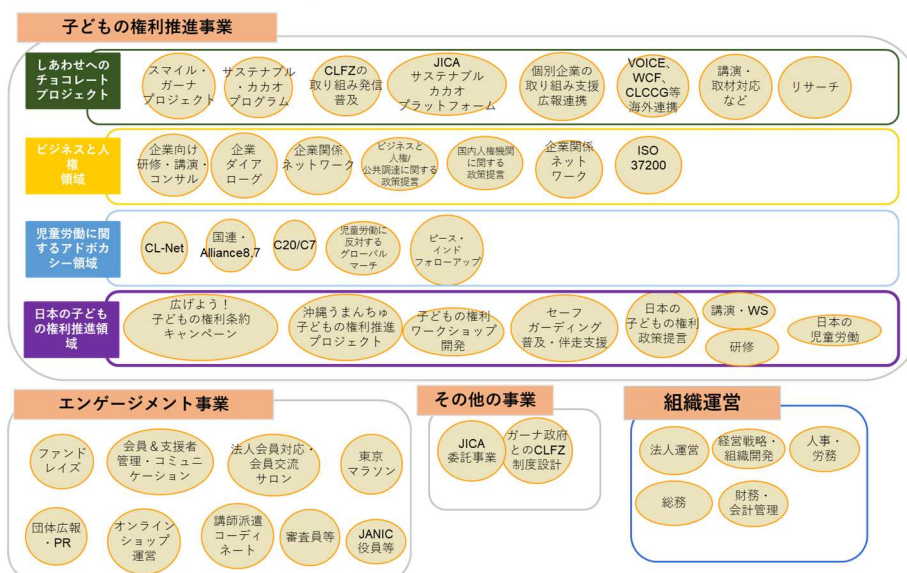 子どもの権利推進事業
しあわせへの
チョコレート
プロジェクト
スマイル・
ガーナ
プロジェクト
サステナブル
・カカオ
プログラム
CLFZの
取り組み発信
普及
JICA
サステナブル
カカオ
プラットフォーム
個別企業の
取り組み支援
広報連携
VOICE、
WCF、
CLCCG等
海外連携
講演・
取材対応
など
リサーチ
ビジネスと人
権
領域
企業向け
研修・講演・
コンサル
企業
ダイア
ローグ
企業関係
ネットワーク
ビジネスと
人権/
公共調達に関する
政策提言
国内人権機関
に関する
政策提言
企業関係
ネット
ワーク
ISO
37200
児童労働に関
するアドボカ
シー領域
CL-Net
国連・
Alliance8.7
C20/C7
児童労働に
反対する
グローバル
マーチ
ピース・
インド
フォローアップ
日本の子ども
の権利推進領
域
広げよう！
子どもの権利条約
キャンペーン
沖縄うまんちゅ
子どもの権利推進
プロジェクト
子どもの権利
ワークショップ
開発
セーフ
ガーディング
普及・伴走支援
日本の
子どもの権利
政策提言
講演・WS
研修
日本の
児童労働
エンゲージメント事業
ファンド
レイズ
会員＆支援者
管理・コミュニ
ケーション
法人会員対応・
会員交流
サロン
東京
マラソン
団体広報
・PR
オンライン
ショップ
運営
講師派遣
コーディ
ネート
審査員等
JANIC
役員等
その他の事業
JICA
委託事業
ガーナ政府
とのCLFZ
制度設計
組織運営
法人運営
経営戦略・
組織開発
人事・
労務
総務
財務・
会計管理